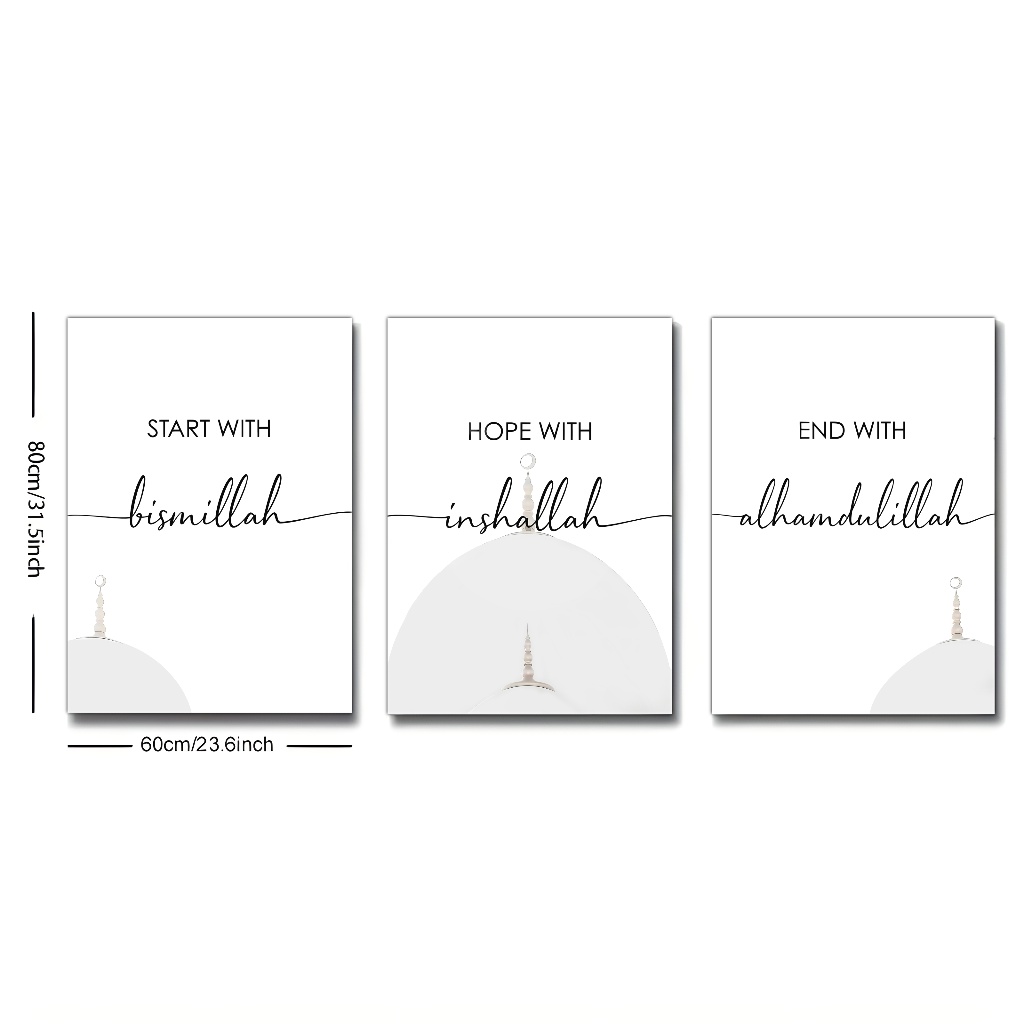 START WITH
bismillah
HOPE WITH
inshallah
END WITH
alhamdulillah
80cm/31.5inch
60cm/23.6inch